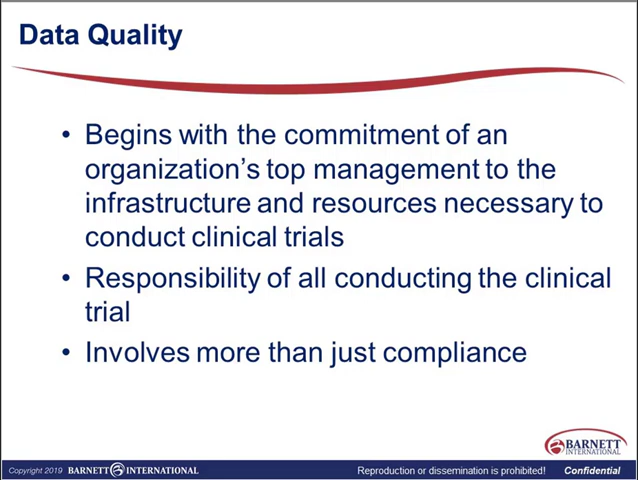 Data Quality
• Begins with the commitment of an
organization's top management to the
infrastructure and resources necessary to
conduct clinical trials
• Responsibility of all conducting the clinical
trial
• Involves more than just compliance
BARNETT
INTERNATIONAL
Copyright 2019 BARNETT INTERNATIONAL
Reproduction or dissemination is prohibited! Confidential